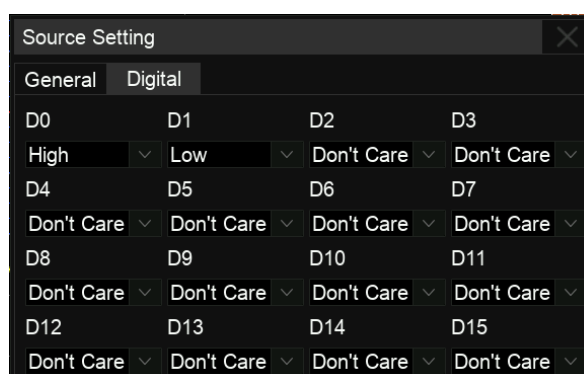 Source Setting
General Digital
D0 D1 D2 D3
High Low Don't Care Don't Care
D4 D5 D6 D7
Don't Care Don't Care Don't Care Don't Care
D8 D9 D10 D11
Don't Care Don't Care Don't Care Don't Care
D12 D13 D14 D15
Don't Care Don't Care Don't Care Don't Care